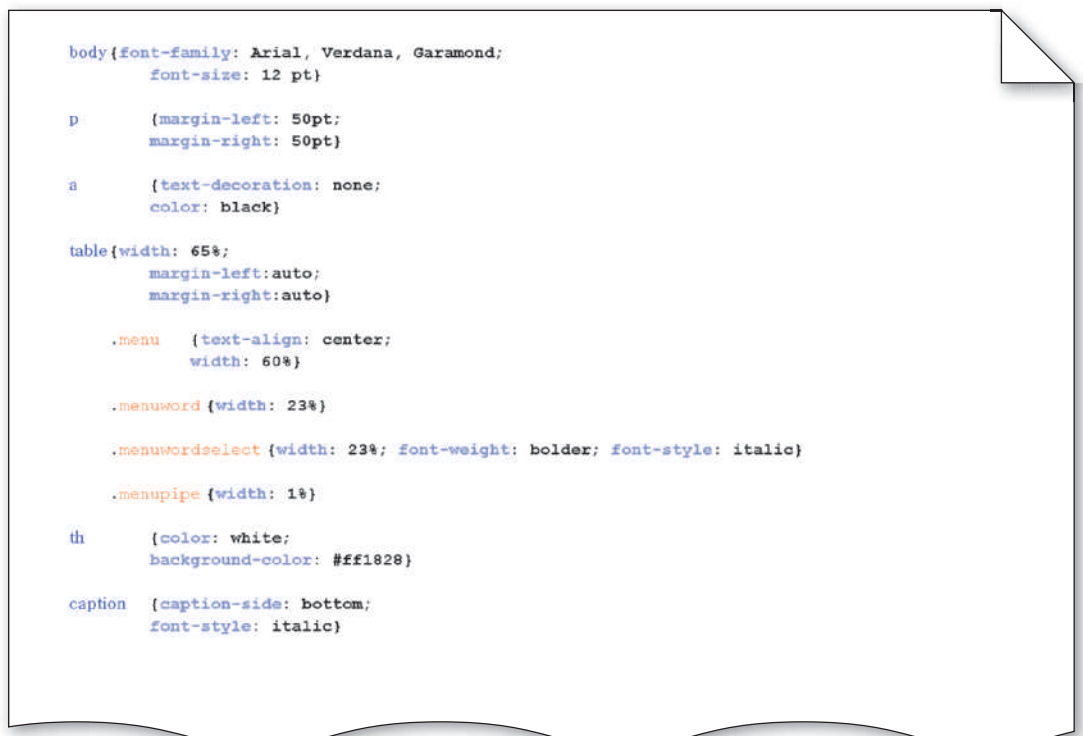 body{font-family: Arial, Verdana, Garamond;
font-size: 12 pt}
p {margin-left: 50pt;
margin-right: 50pt}
a {text-decoration: none;
color: black}
table{width: 65%;
margin-left:auto;
margin-right:auto}
.menu {text-align: center;
width: 60%}
.menuword {width: 23%}
.menuwordselect {width: 23%; font-weight: bolder; font-style: italic}
.menupipe {width: 1%}
th {color: white;
background-color: #ff1828}
caption {caption-side: bottom;
font-style: italic}